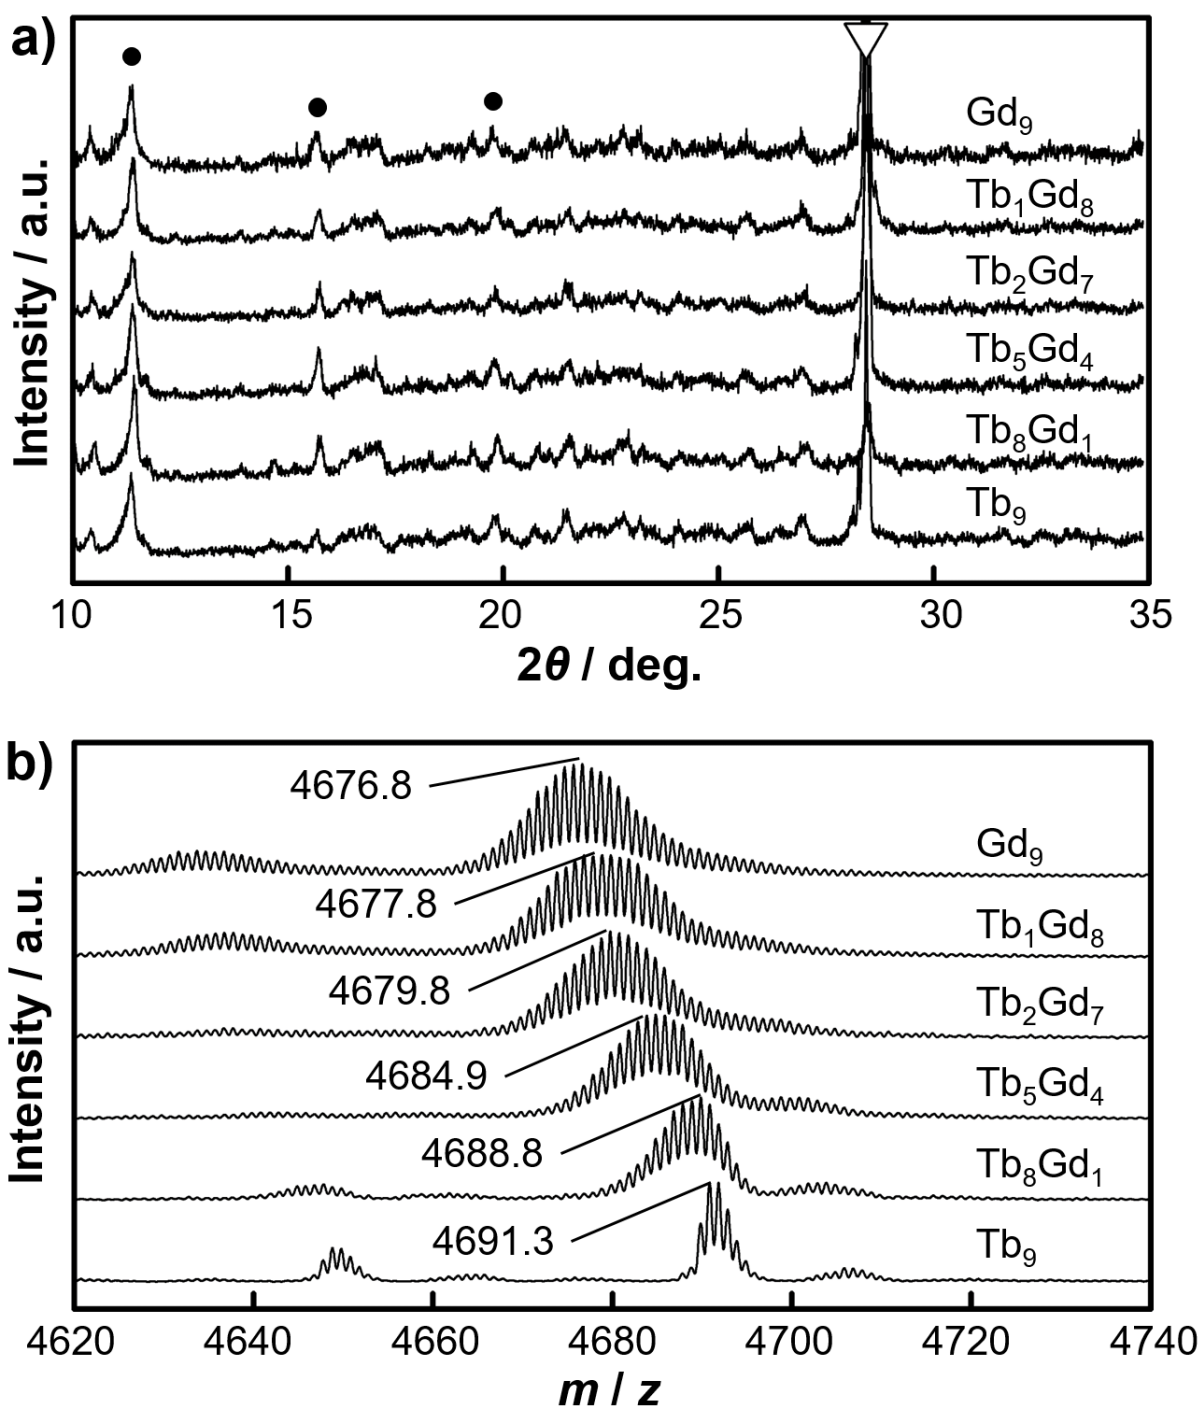 a)
Intensity / a.u.
Gd9
Tb1Gd8
Tb2Gd7
Tb5Gd4
Tb8Gd1
Tb9
10 15 20 25 30 35
2θ / deg.
b)
Intensity / a.u.
4676.8
Gd9
4677.8
Tb1Gd8
4679.8
Tb2Gd7
4684.9
Tb5Gd4
4688.8
Tb8Gd1
4691.3
Tb9
4620 4640 4660 4680 4700 4720 4740
m / z